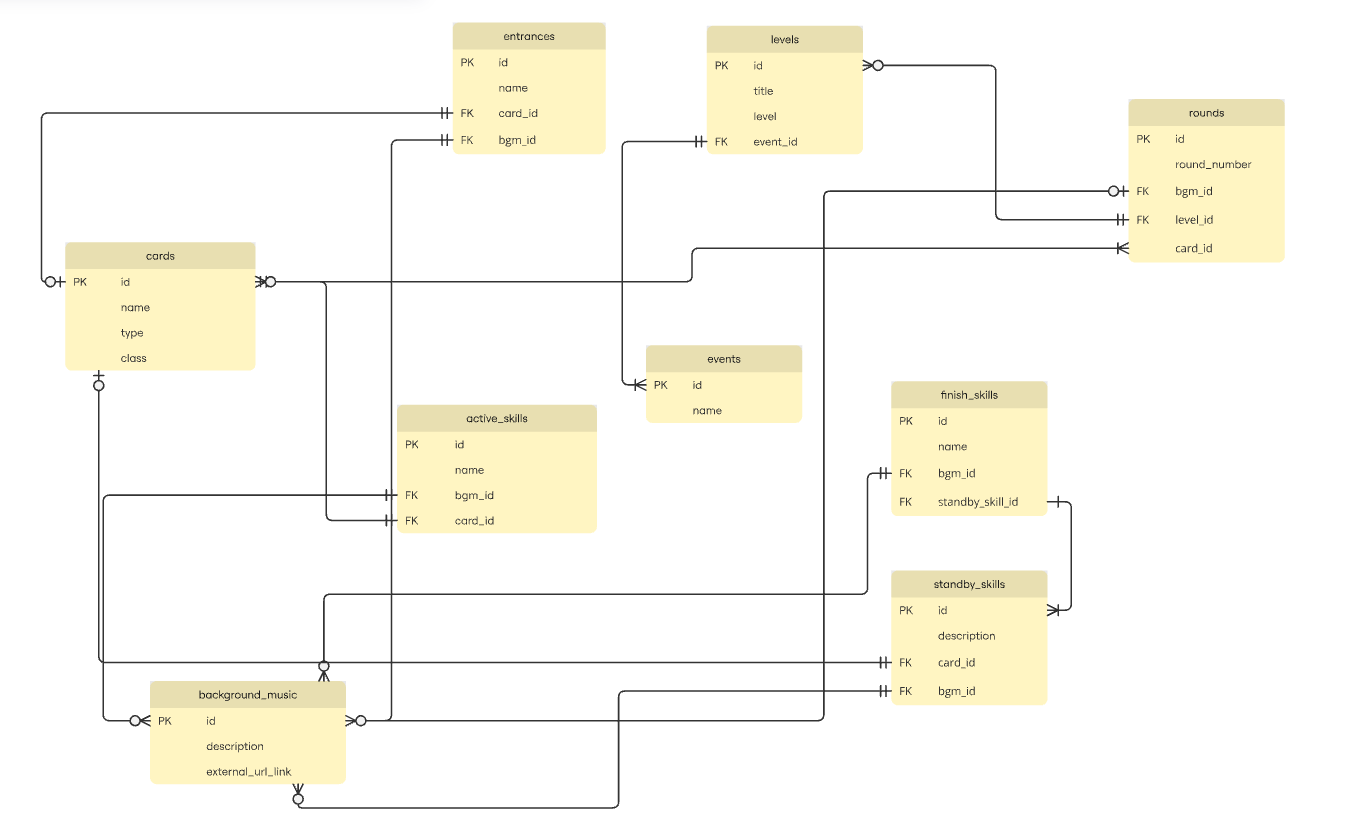 entrances
PK id
name
FK card_id
FK bgm_id
levels
PK id
title
level
FK event_id
rounds
PK id
round_number
FK bgm_id
FK level_id
card_id
cards
PK id
name
type
class
events
PK id
name
finish_skills
PK id
name
FK bgm_id
FK standby_skill_id
active_skills
PK id
name
FK bgm_id
FK card_id
standby_skills
PK id
description
FK card_id
FK bgm_id
background_music
PK id
description
external_url_link